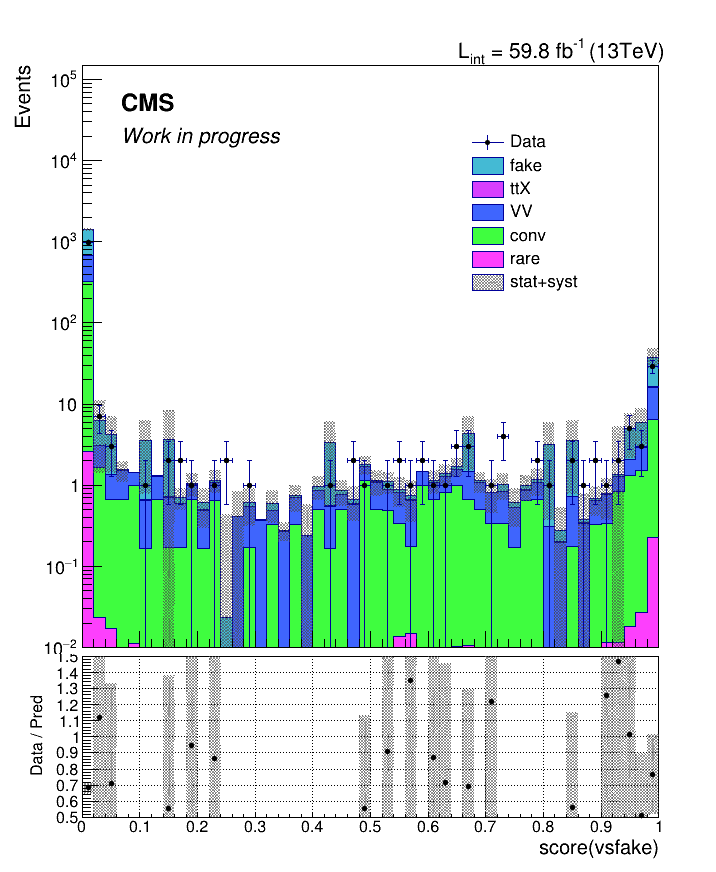 L_int = 59.8 fb^-1 (13TeV)
Events
CMS
Work in progress
Data
fake
ttX
VV
conv
rare
stat+syst
10^5
10^4
10^3
10^2
10
1
10^−1
10^−2
Data / Pred
1.5
1.4
1.3
1.2
1.1
1
0.9
0.8
0.7
0.6
0.5
0 0.1 0.2 0.3 0.4 0.5 0.6 0.7 0.8 0.9 1
score(vsfake)